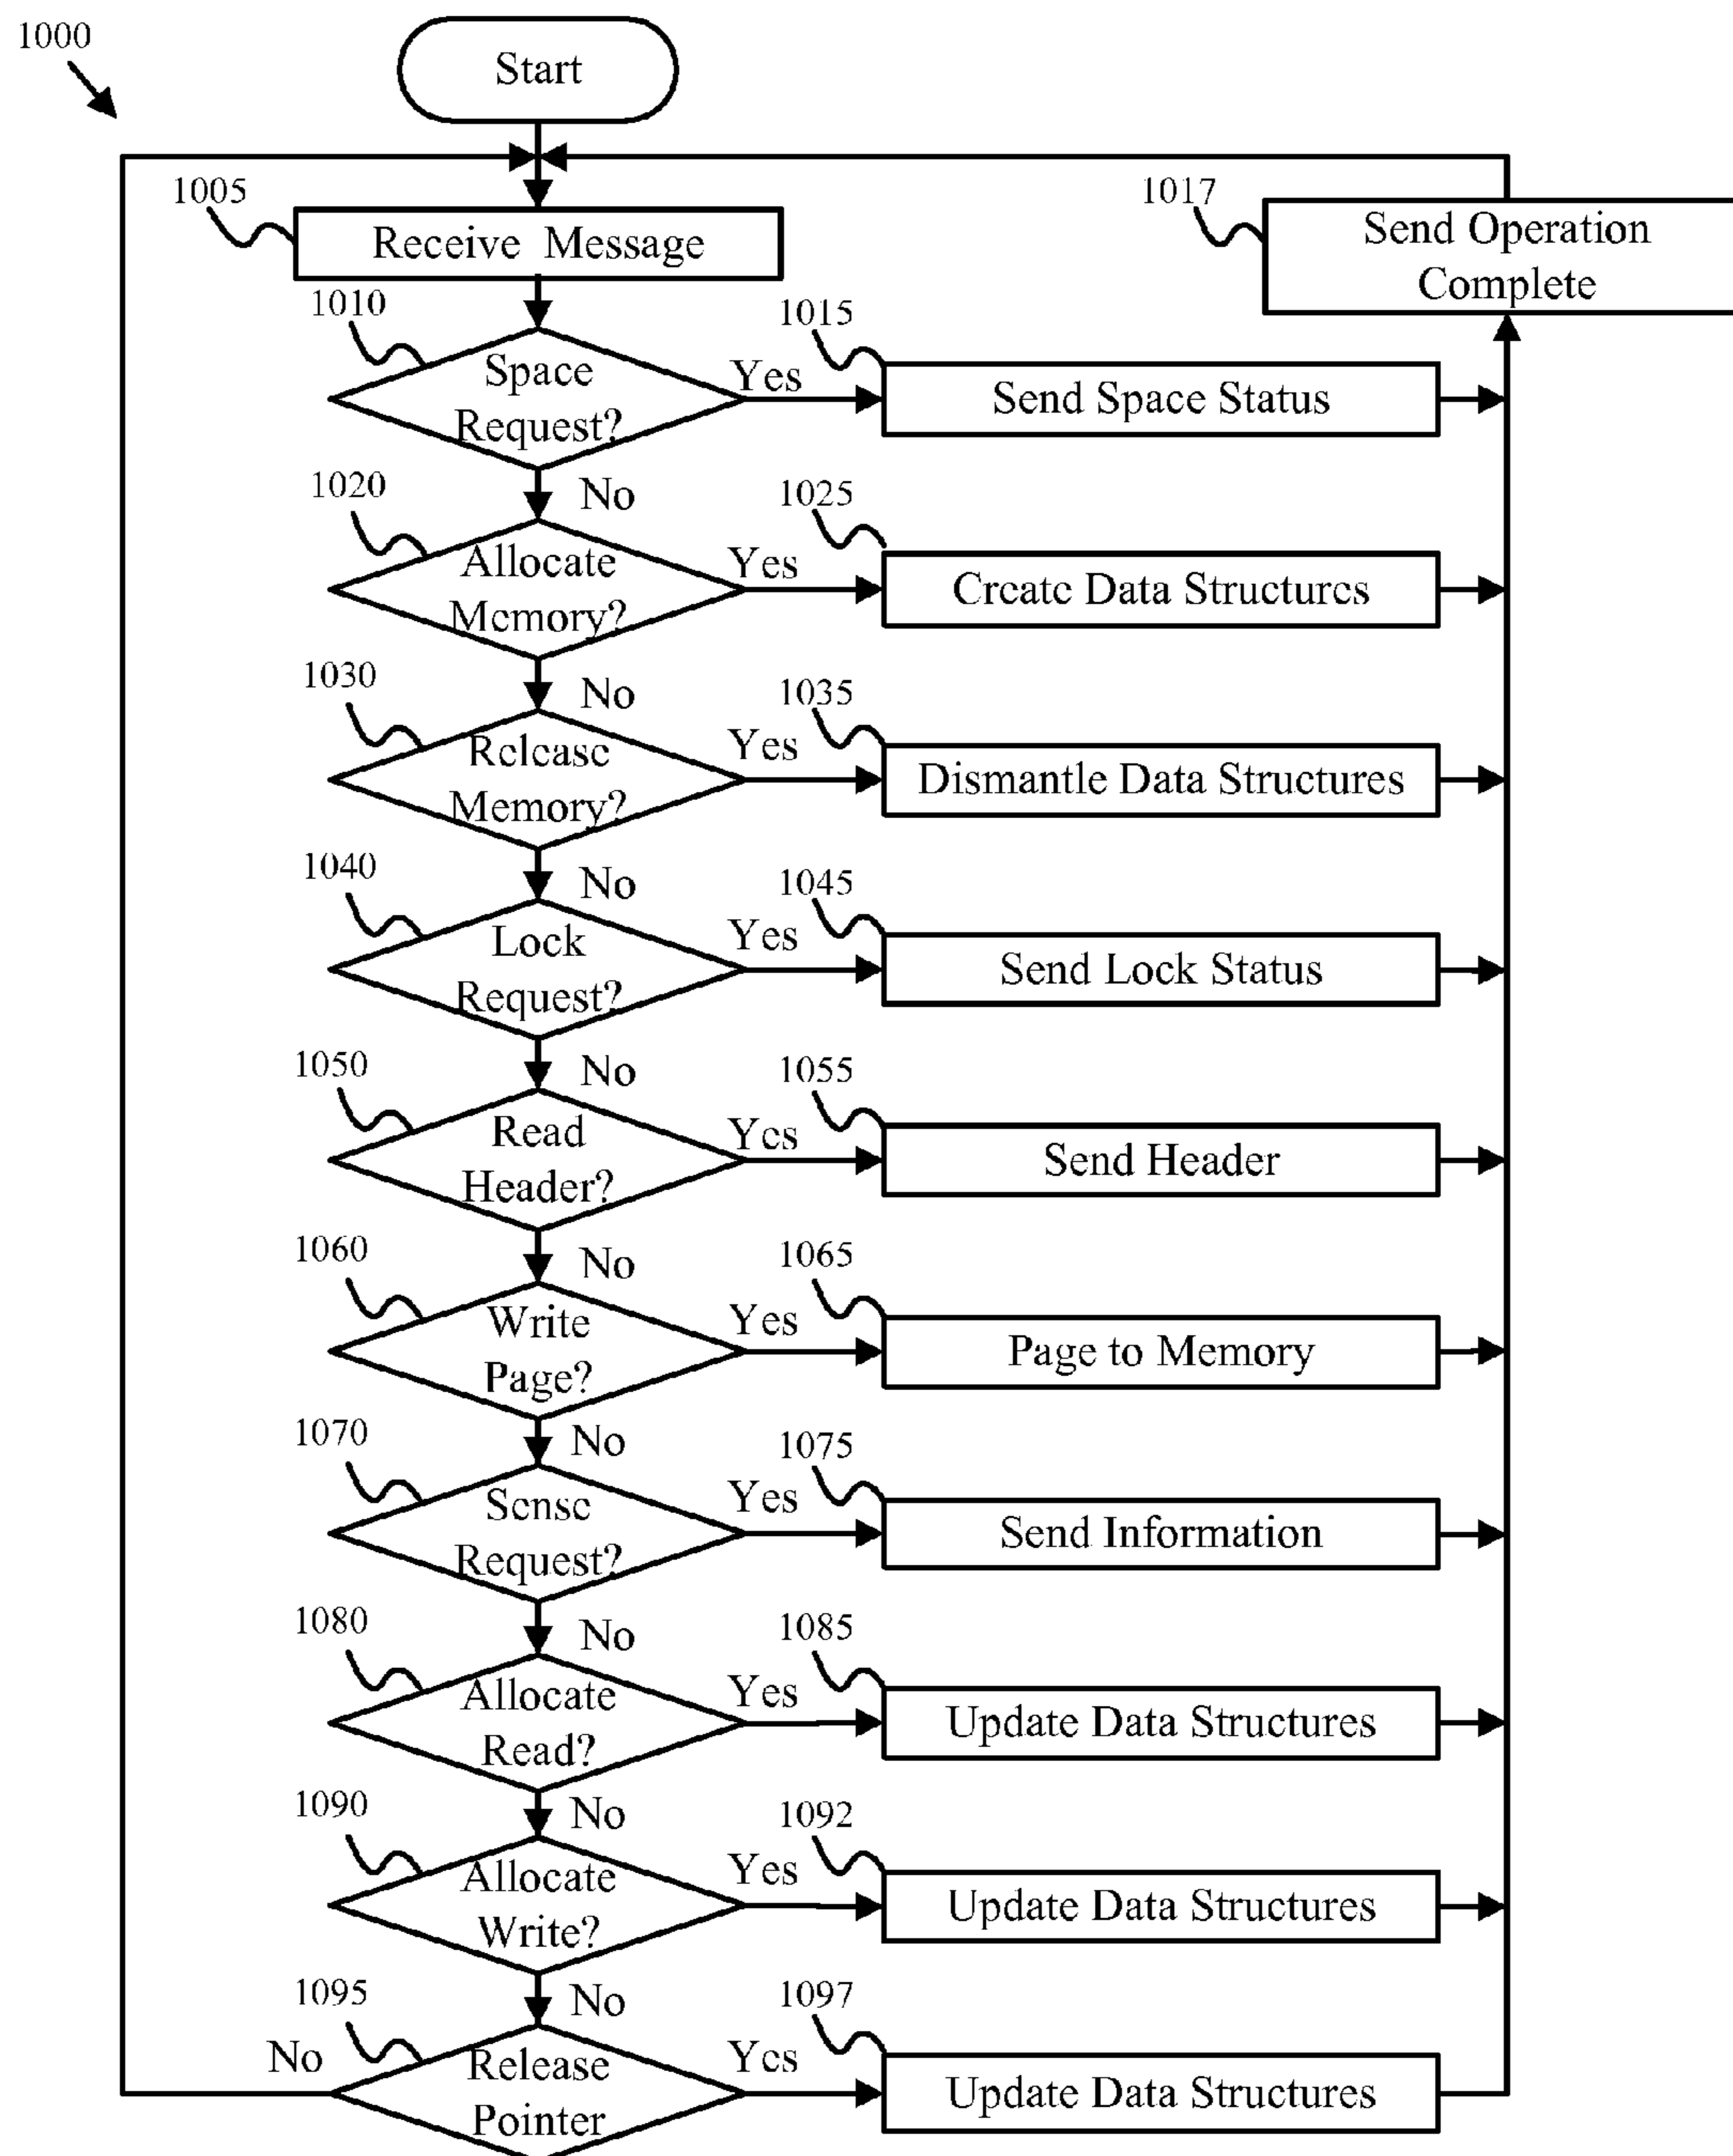 1000
Start
1005
Receive Message
1017
Send Operation
Complete
1010
Space
Request?
Yes
1015
Send Space Status
No
1020
Allocate
Memory?
Yes
1025
Create Data Structures
No
1030
Release
Memory?
Yes
1035
Dismantle Data Structures
No
1040
Lock
Request?
Yes
1045
Send Lock Status
No
1050
Read
Header?
Yes
1055
Send Header
No
1060
Write
Page?
Yes
1065
Page to Memory
No
1070
Sense
Request?
Yes
1075
Send Information
No
1080
Allocate
Read?
Yes
1085
Update Data Structures
No
1090
Allocate
Write?
Yes
1092
Update Data Structures
No
1095
No
Release
Pointer
Yes
1097
Update Data Structures